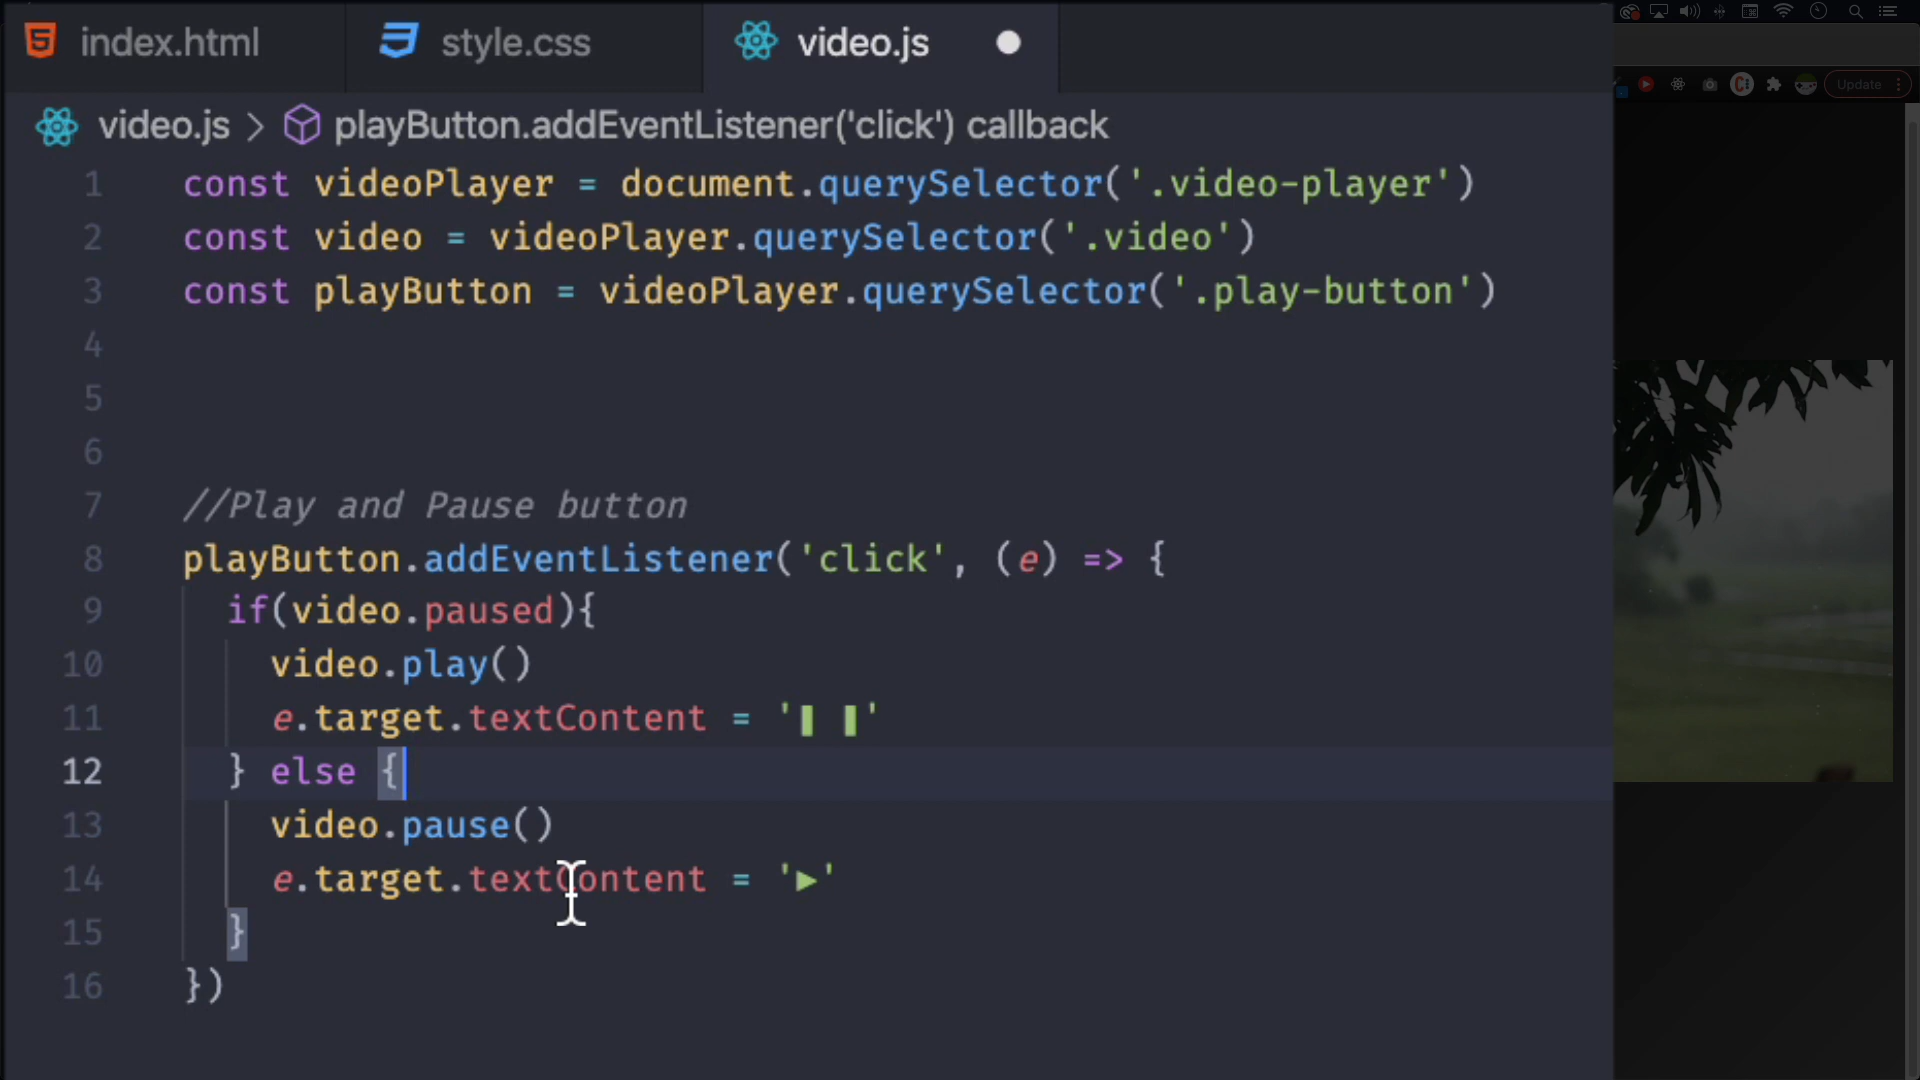 index.html style.css video.js
Update
video.js > playButton.addEventListener('click') callback
1 const videoPlayer = document.querySelector('.video-player')
2 const video = videoPlayer.querySelector('.video')
3 const playButton = videoPlayer.querySelector('.play-button')
4
5
6
7 //Play and Pause button
8 playButton.addEventListener('click', (e) => {
9 if(video.paused){
10 video.play()
11 e.target.textContent = '❚ ❚'
12 } else {
13 video.pause()
14 e.target.textContent = '►'
15 }
16 })